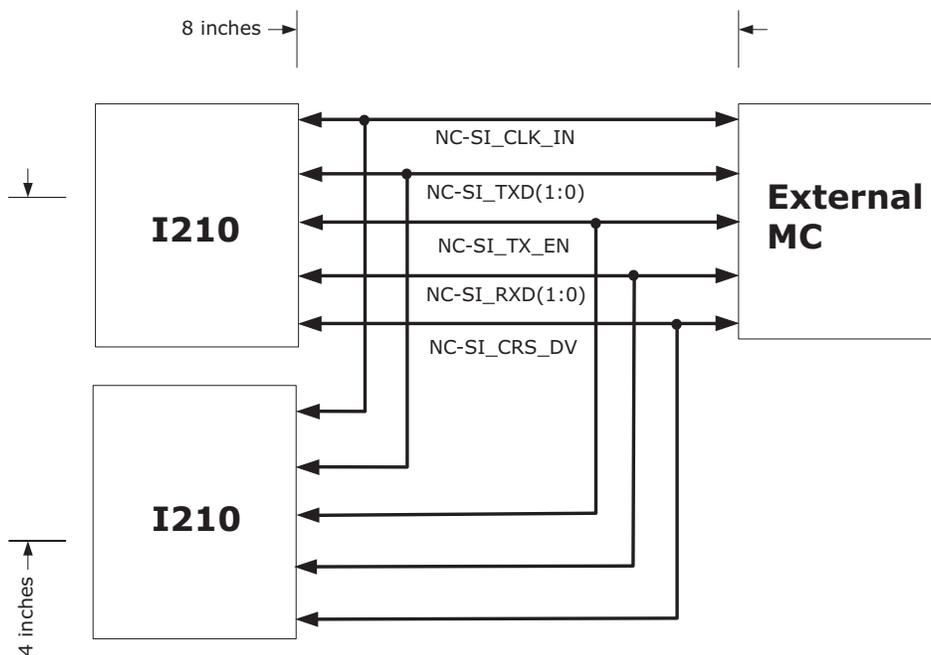 8 inches
NC-SI_CLK_IN
NC-SI_TXD(1:0)
I210
External
MC
NC-SI_TX_EN
NC-SI_RXD(1:0)
NC-SI_CRS_DV
I210
4 inches